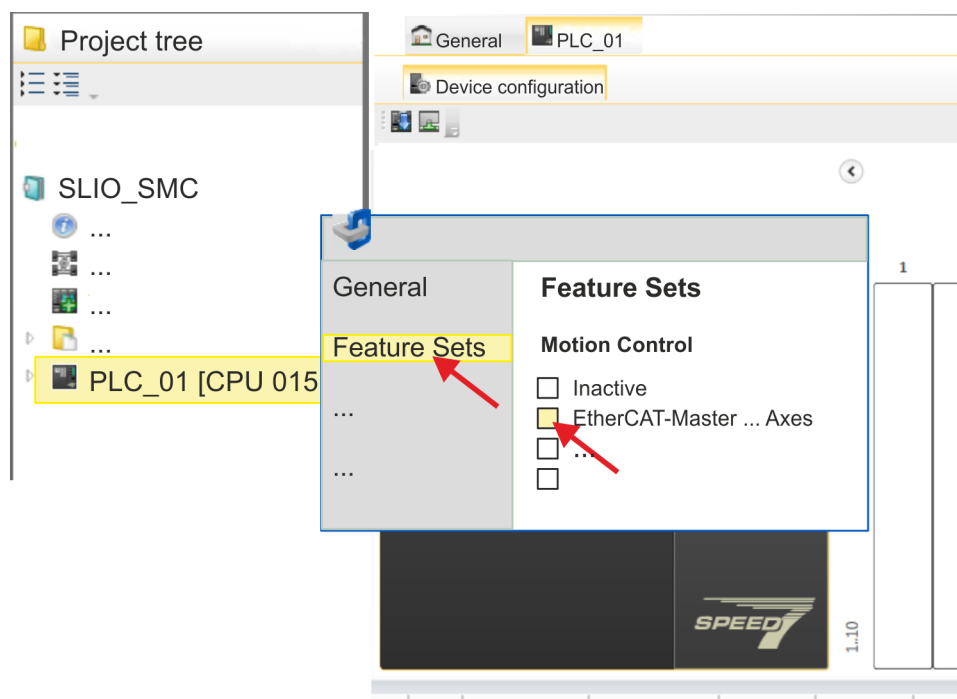 Project tree
SLIO_SMC
...
...
...
...
PLC_01 [CPU 015
General
PLC_01
Device configuration
General
Feature Sets
...
...
Feature Sets
Motion Control
Inactive
EtherCAT-Master ... Axes
...
1
1..10
SPEED7